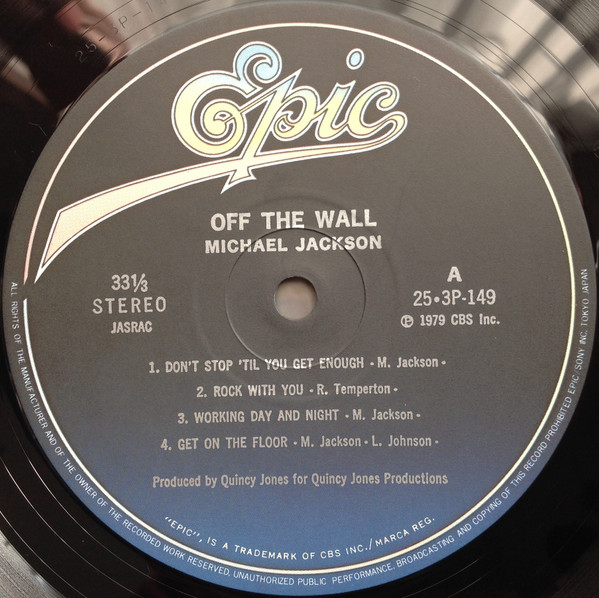 Epic
OFF THE WALL
MICHAEL JACKSON
33⅓
STEREO
JASRAC
A
25•3P-149
℗ 1979 CBS Inc.
1. DON'T STOP 'TIL YOU GET ENOUGH - M. Jackson -
2. ROCK WITH YOU - R. Temperton -
3. WORKING DAY AND NIGHT - M. Jackson -
4. GET ON THE FLOOR - M. Jackson - L. Johnson -
Produced by Quincy Jones for Quincy Jones Productions
"EPIC", IS A TRADEMARK OF CBS INC./MARCA REG.
ALL RIGHTS OF THE MANUFACTURER AND OF THE OWNER OF THE RECORDED WORK RESERVED, UNAUTHORIZED PUBLIC PERFORMANCE, BROADCASTING AND COPYING OF THIS RECORD PROHIBITED EPIC/SONY INC. TOKYO JAPAN